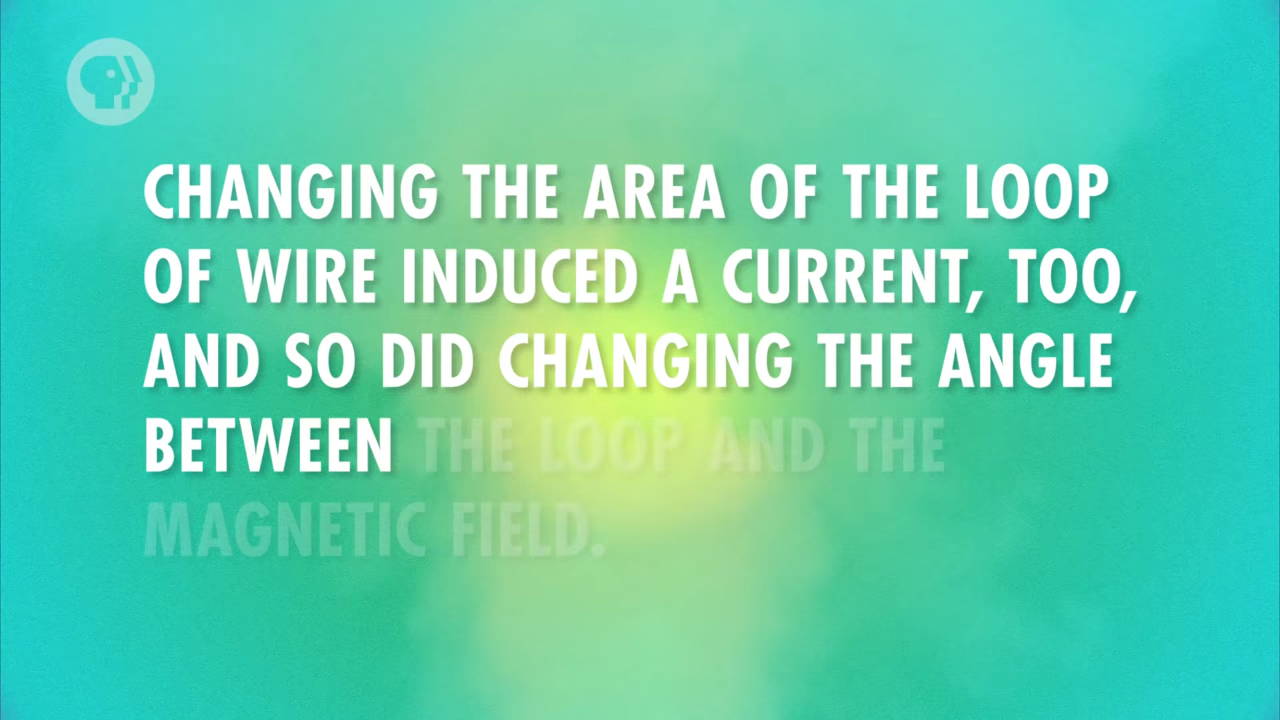 CHANGING THE AREA OF THE LOOP
OF WIRE INDUCED A CURRENT, TOO,
AND SO DID CHANGING THE ANGLE
BETWEEN THE LOOP AND THE
MAGNETIC FIELD.